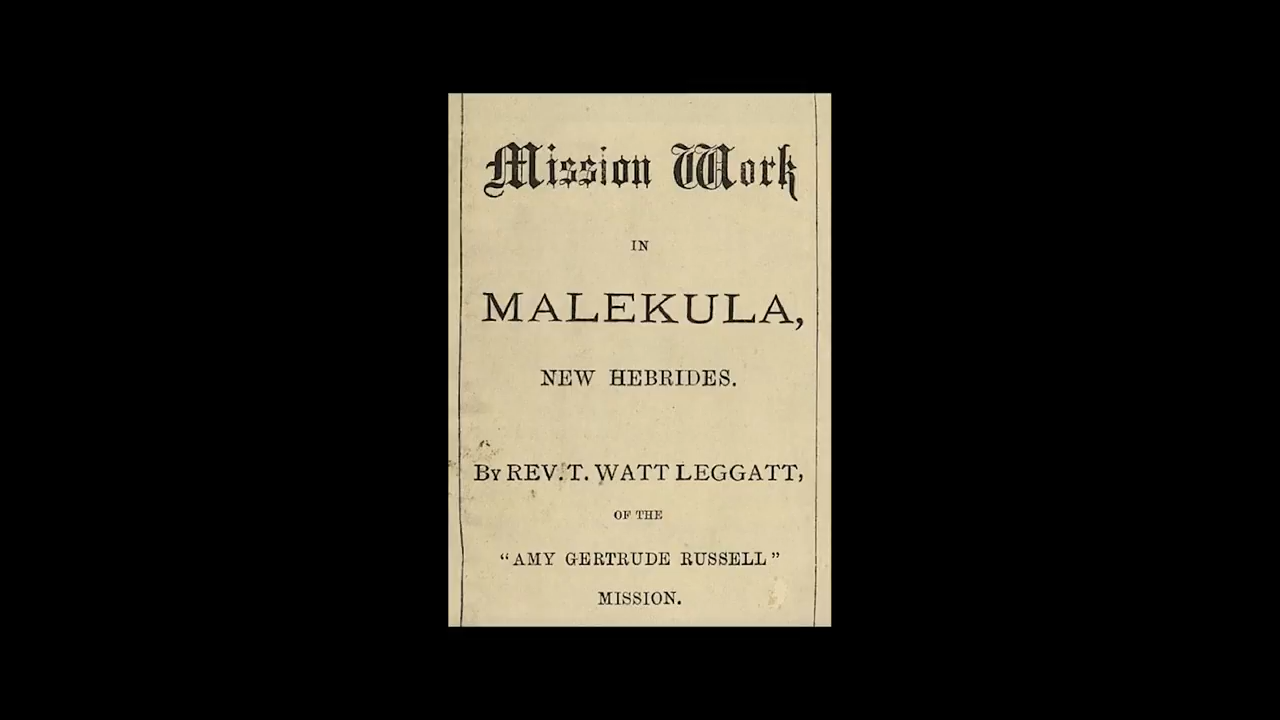 Mission Work
IN
MALEKULA,
NEW HEBRIDES.
By REV. T. WATT LEGGATT,
OF THE
"AMY GERTRUDE RUSSELL"
MISSION.